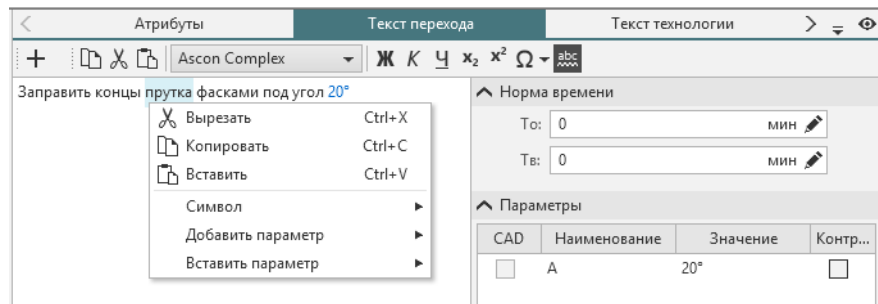 Атрибуты Текст перехода Текст технологии
Ascon Complex Ж К Ч x₂ x² Ω abc
Заправить концы прутка фасками под угол 20°
Вырезать Ctrl+X
Копировать Ctrl+C
Вставить Ctrl+V
Символ
Добавить параметр
Вставить параметр
Норма времени
То: 0 мин
Тв: 0 мин
Параметры
CAD Наименование Значение Контр...
A 20°